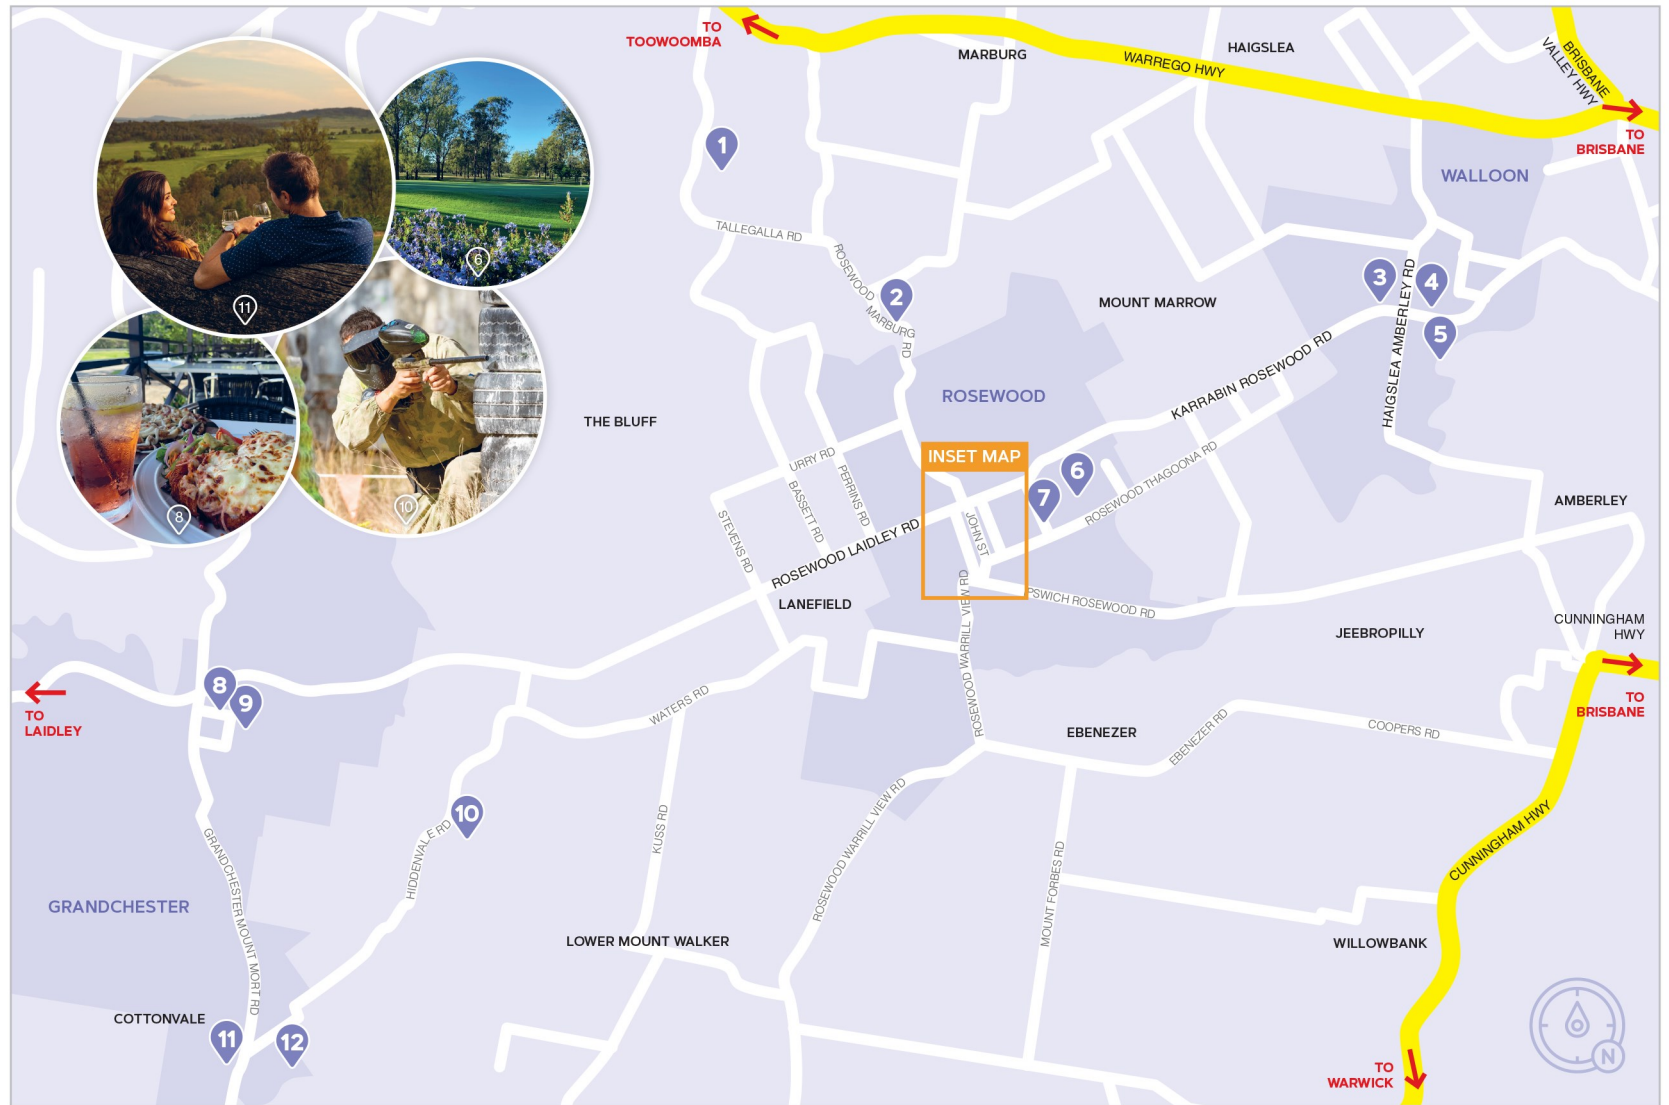 TO
TOOWOOMBA
MARBURG
WARREGO HWY
HAIGSLEA
BRISBANE
VALLEY HWY
TO
BRISBANE
WALLOON
1
TALLEGALLA RD
ROSEWOOD
MARBURG
RD
2
MOUNT MARROW
3
4
5
HAIGSLEA AMBERLEY RD
KARRABIN ROSEWOOD RD
11
6
8
10
THE BLUFF
ROSEWOOD
INSET MAP
6
7
ROSEWOOD THAGOONA RD
URRY RD
BASSETT RD
PERRINS RD
STEVENS RD
ROSEWOOD LAIDLEY RD
JOHN ST
AMBERLEY
LANEFIELD
IPSWICH ROSEWOOD RD
ROSEWOOD WARRILL VIEW RD
JEEBROPILLY
CUNNINGHAM
HWY
TO
BRISBANE
8
9
TO
LAIDLEY
WATERS RD
EBENEZER
EBENEZER RD
COOPERS RD
10
HIDDENVALE RD
KUSS RD
ROSEWOOD WARRILL VIEW RD
MOUNT FORBES RD
CUNNINGHAM HWY
GRANDCHESTER
GRANDCHESTER MOUNT MORT RD
LOWER MOUNT WALKER
WILLOWBANK
COTTONVALE
11
12
TO
WARWICK
N